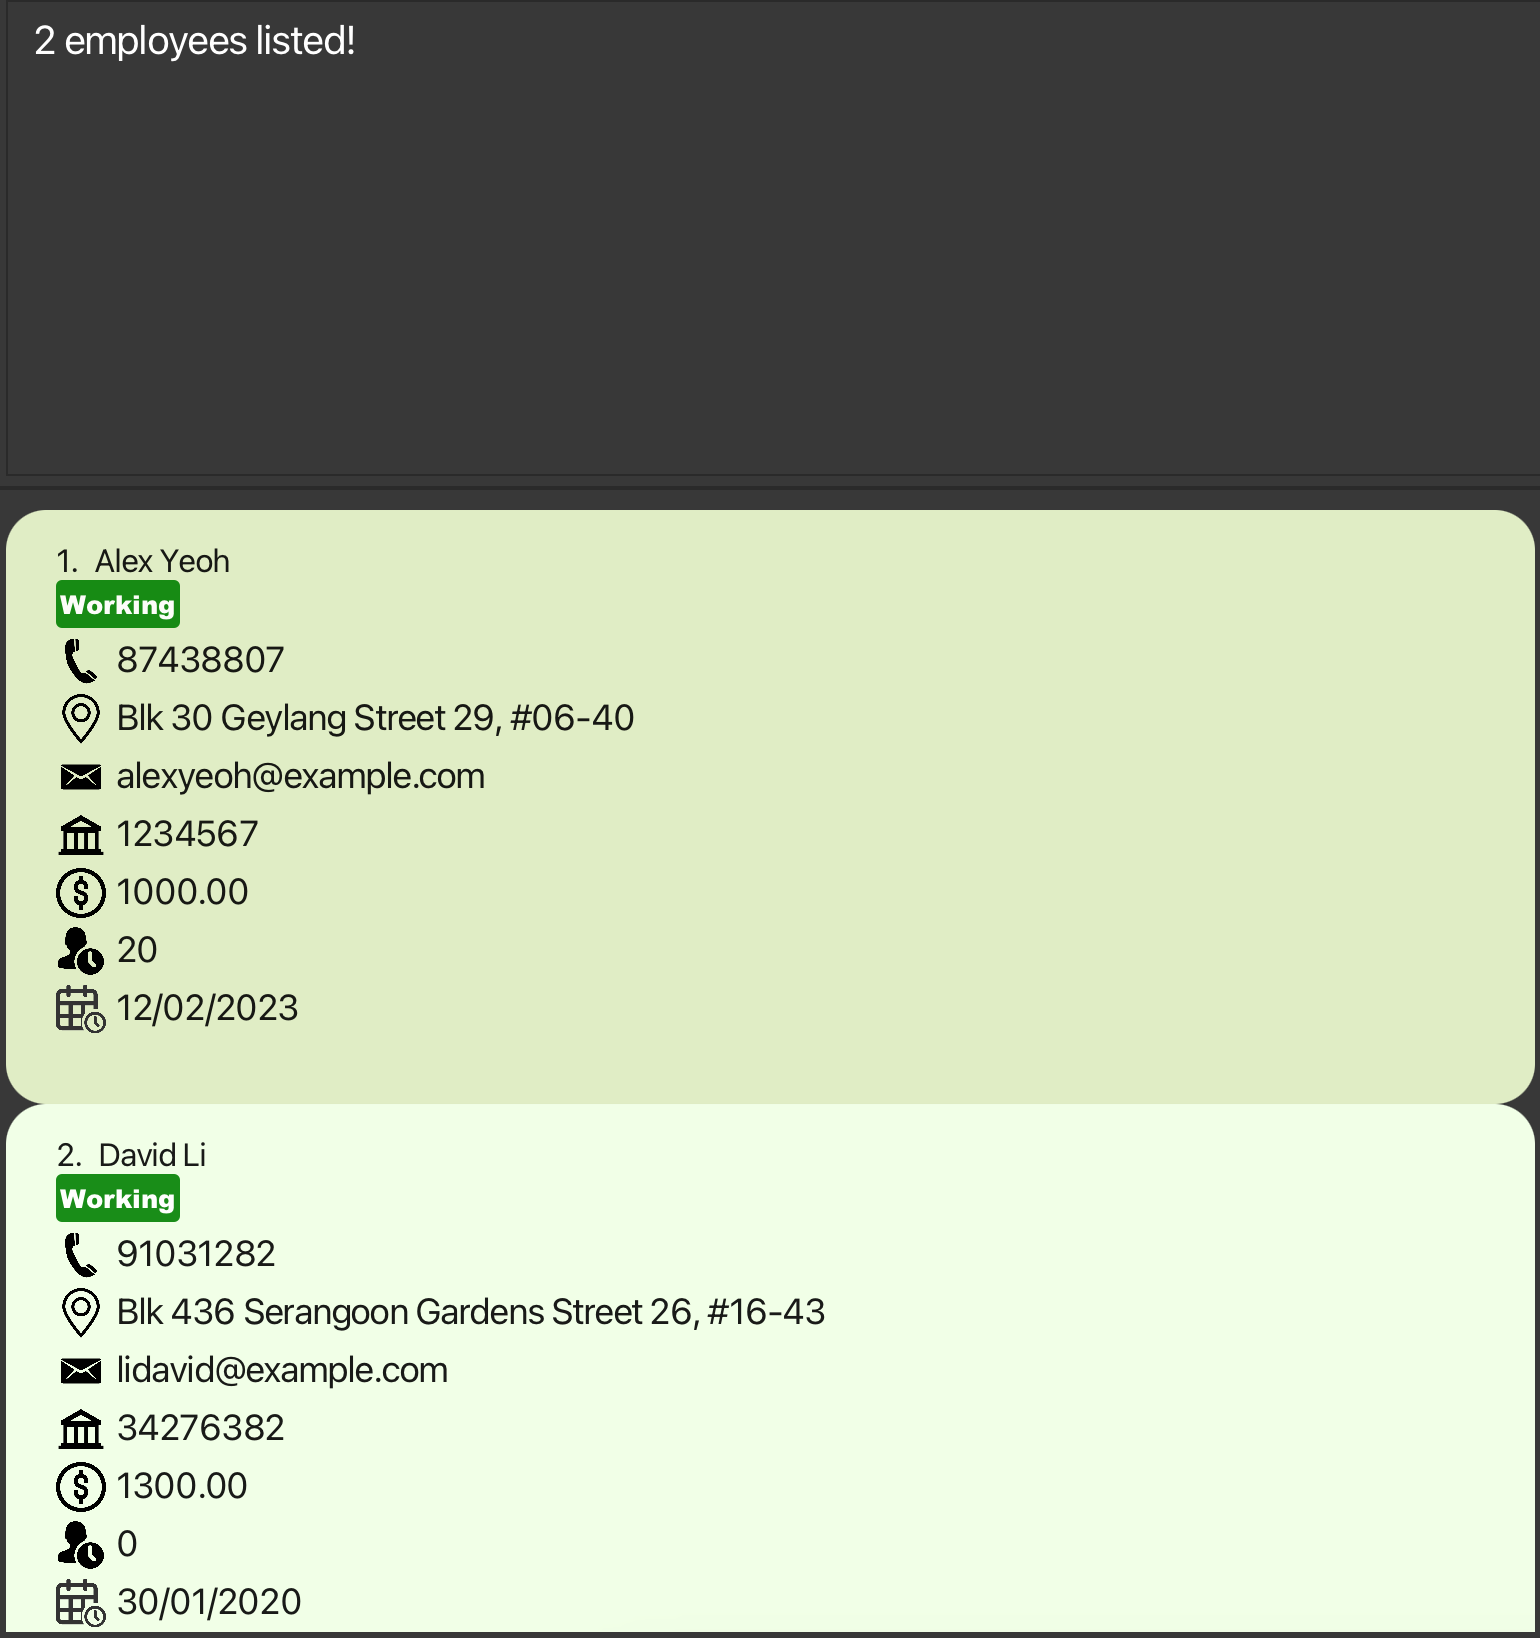 2 employees listed!
1. Alex Yeoh
Working
87438807
Blk 30 Geylang Street 29, #06-40
alexyeoh@example.com
1234567
1000.00
20
12/02/2023
2. David Li
Working
91031282
Blk 436 Serangoon Gardens Street 26, #16-43
lidavid@example.com
34276382
1300.00
0
30/01/2020